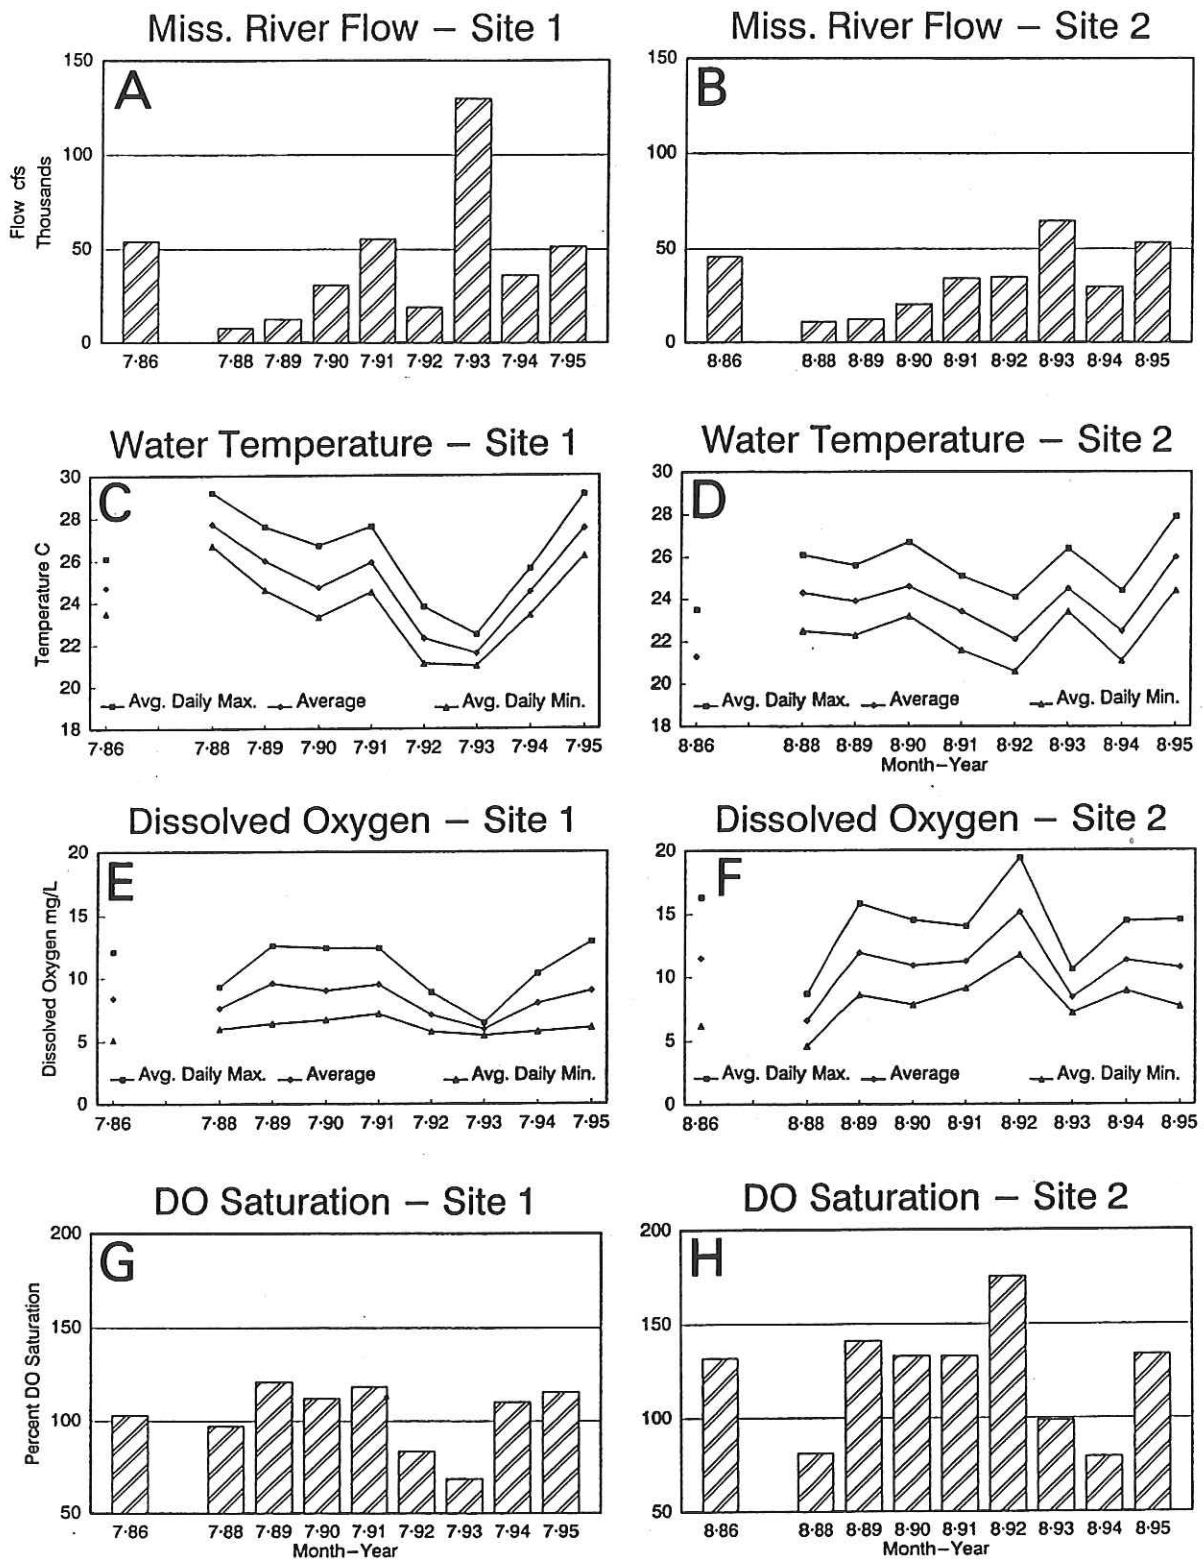 Miss. River Flow – Site 1
A
Flow cfs
Thousands
150
100
50
0
7·86 7·88 7·89 7·90 7·91 7·92 7·93 7·94 7·95
Miss. River Flow – Site 2
B
150
100
50
0
8·86 8·88 8·89 8·90 8·91 8·92 8·93 8·94 8·95
Water Temperature – Site 1
C
Temperature C
30
28
26
24
22
20
18
Avg. Daily Max. Average Avg. Daily Min.
7·86 7·88 7·89 7·90 7·91 7·92 7·93 7·94 7·95
Water Temperature – Site 2
D
30
28
26
24
22
20
18
Avg. Daily Max. Average Avg. Daily Min.
8·86 8·88 8·89 8·90 8·91 8·92 8·93 8·94 8·95
Month–Year
Dissolved Oxygen – Site 1
E
Dissolved Oxygen mg/L
20
15
10
5
0
Avg. Daily Max. Average Avg. Daily Min.
7·86 7·88 7·89 7·90 7·91 7·92 7·93 7·94 7·95
Dissolved Oxygen – Site 2
F
20
15
10
5
0
Avg. Daily Max. Average Avg. Daily Min.
8·86 8·88 8·89 8·90 8·91 8·92 8·93 8·94 8·95
DO Saturation – Site 1
G
Percent DO Saturation
200
150
100
50
7·86 7·88 7·89 7·90 7·91 7·92 7·93 7·94 7·95
Month–Year
DO Saturation – Site 2
H
200
150
100
50
8·86 8·88 8·89 8·90 8·91 8·92 8·93 8·94 8·95
Month–Year